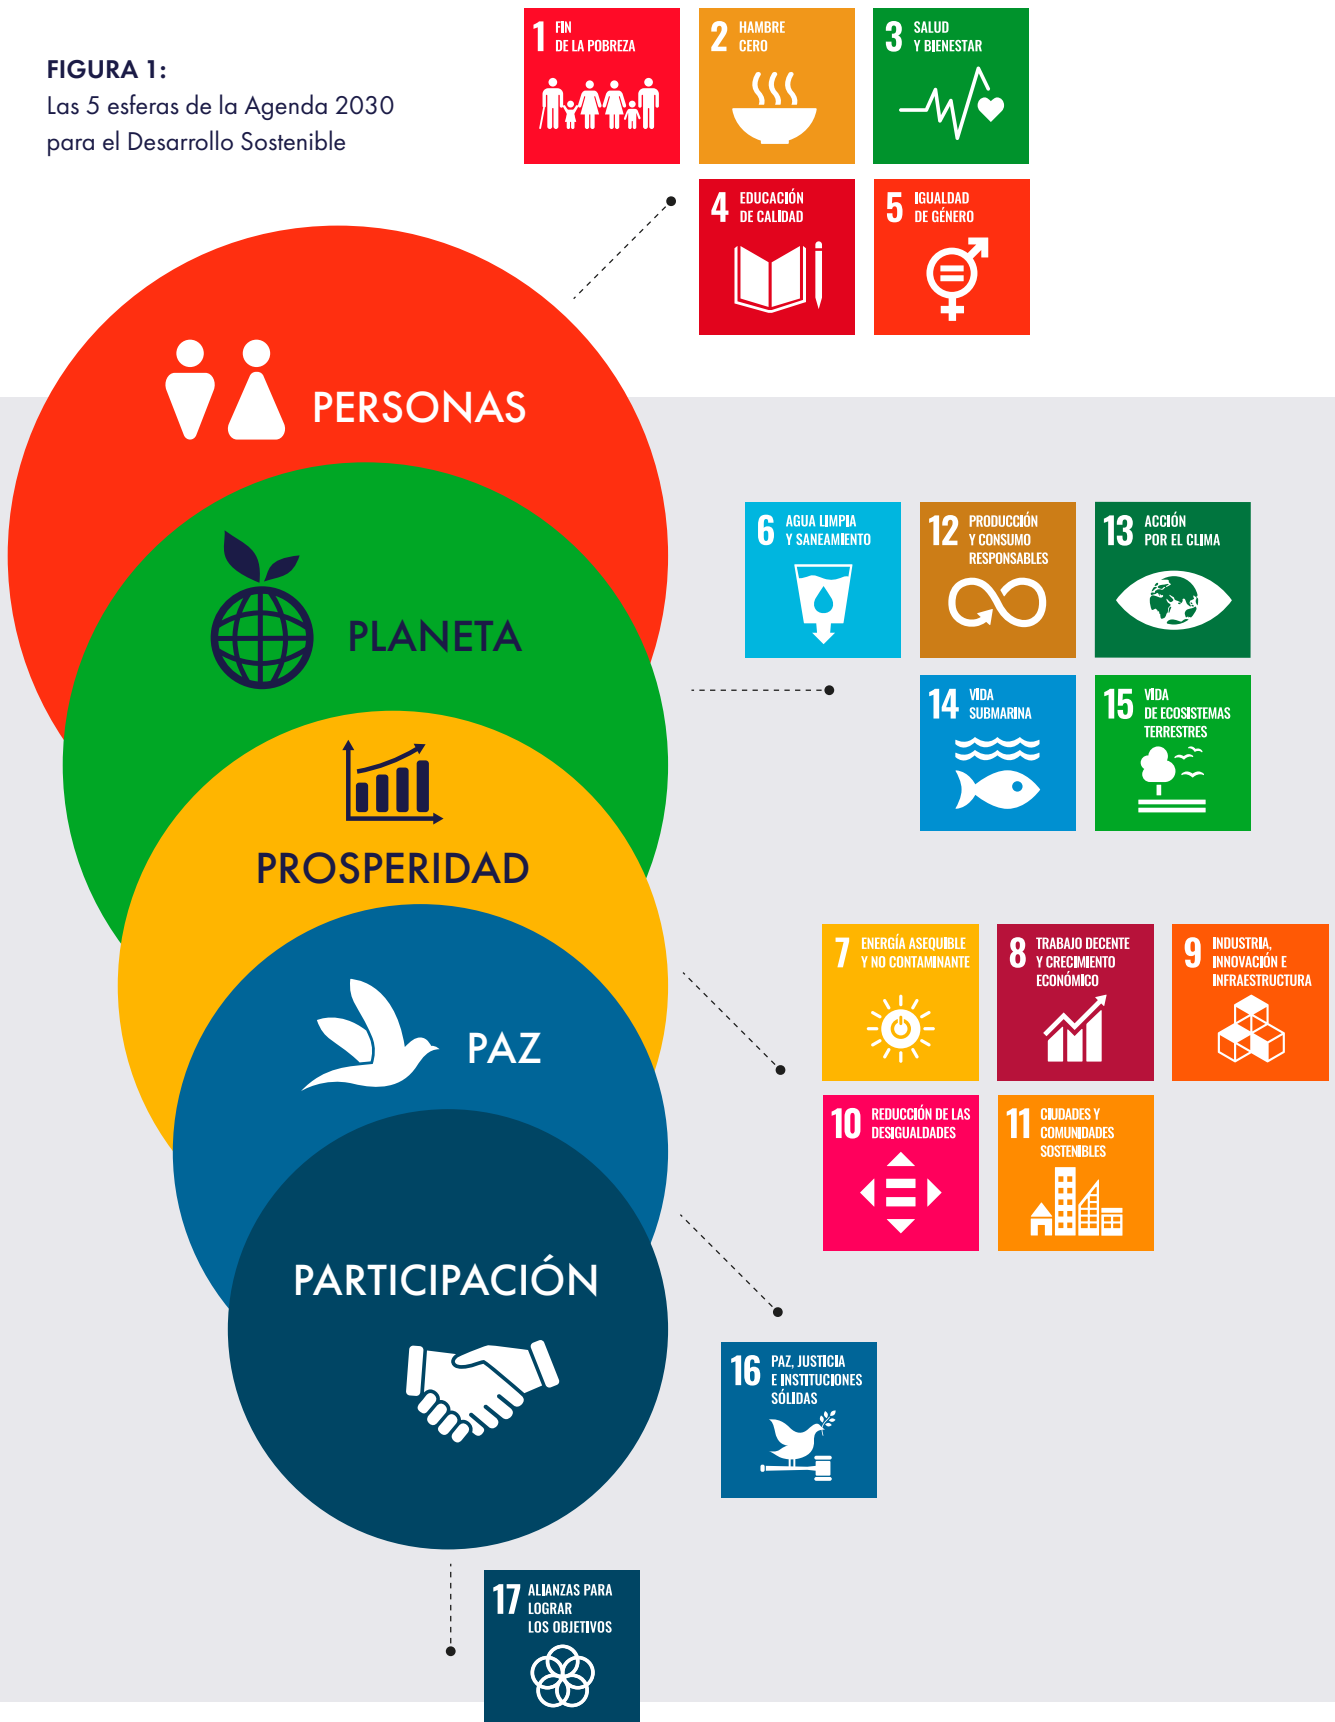 FIGURA 1:
Las 5 esferas de la Agenda 2030
para el Desarrollo Sostenible
1 FIN
DE LA POBREZA
2 HAMBRE
CERO
3 SALUD
Y BIENESTAR
4 EDUCACIÓN
DE CALIDAD
5 IGUALDAD
DE GÉNERO
PERSONAS
6 AGUA LIMPIA
Y SANEAMIENTO
12 PRODUCCIÓN
Y CONSUMO
RESPONSABLES
13 ACCIÓN
POR EL CLIMA
14 VIDA
SUBMARINA
15 VIDA
DE ECOSISTEMAS
TERRESTRES
PLANETA
PROSPERIDAD
7 ENERGÍA ASEQUIBLE
Y NO CONTAMINANTE
8 TRABAJO DECENTE
Y CRECIMIENTO
ECONÓMICO
9 INDUSTRIA,
INNOVACIÓN E
INFRAESTRUCTURA
10 REDUCCIÓN DE LAS
DESIGUALDADES
11 CIUDADES Y
COMUNIDADES
SOSTENIBLES
PAZ
16 PAZ, JUSTICIA
E INSTITUCIONES
SÓLIDAS
PARTICIPACIÓN
17 ALIANZAS PARA
LOGRAR
LOS OBJETIVOS